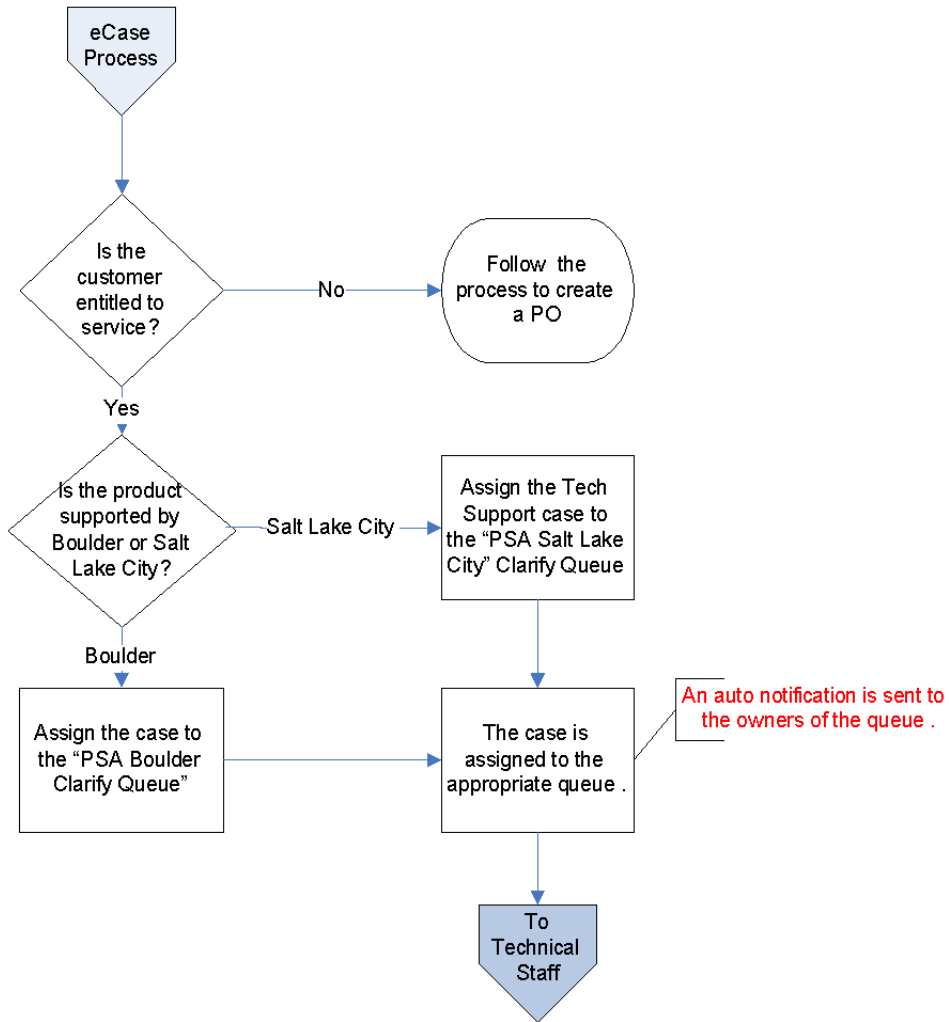 eCase
Process
Is the
customer
entitled to
service?
No
Follow the
process to create
a PO
Yes
Is the product
supported by
Boulder or Salt
Lake City?
Salt Lake City
Assign the Tech
Support case to
the “PSA Salt Lake
City” Clarify Queue
Boulder
Assign the case to
the “PSA Boulder
Clarify Queue”
The case is
assigned to the
appropriate queue .
An auto notification is sent to
the owners of the queue .
To
Technical
Staff